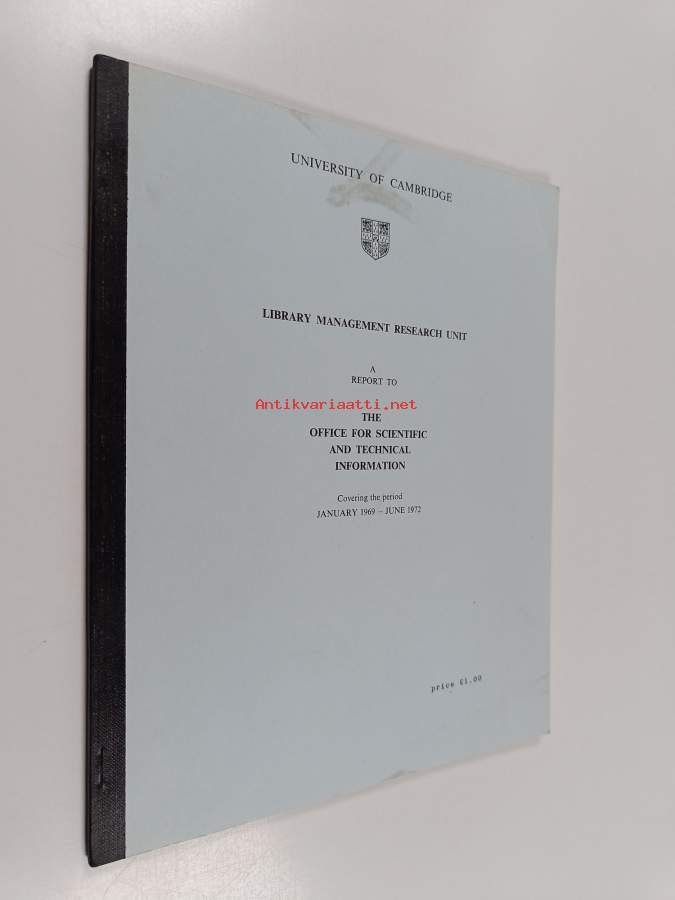 UNIVERSITY OF CAMBRIDGE
LIBRARY MANAGEMENT RESEARCH UNIT
A
REPORT TO
Antikvariaatti.net
THE
OFFICE FOR SCIENTIFIC
AND TECHNICAL
INFORMATION
Covering the period
JANUARY 1969 – JUNE 1972
price £1.00